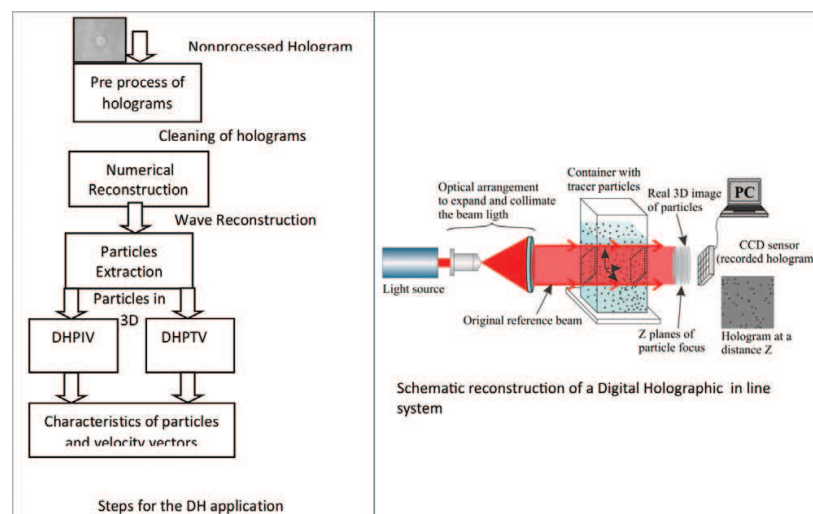 Nonprocessed Hologram
Pre process of
holograms
Cleaning of holograms
Numerical
Reconstruction
Wave Reconstruction
Particles
Extraction
Particles in
3D
DHPIV
DHPTV
Characteristics of particles
and velocity vectors
Steps for the DH application
Optical arrangement
to expand and collimate
the beam ligth
Container with
tracer particles
Real 3D image
of particles
PC
CCD sensor
(recorded hologram
Light source
Original reference beam
Z planes of
particle focus
Hologram at a
distance Z
Schematic reconstruction of a Digital Holographic in line
system